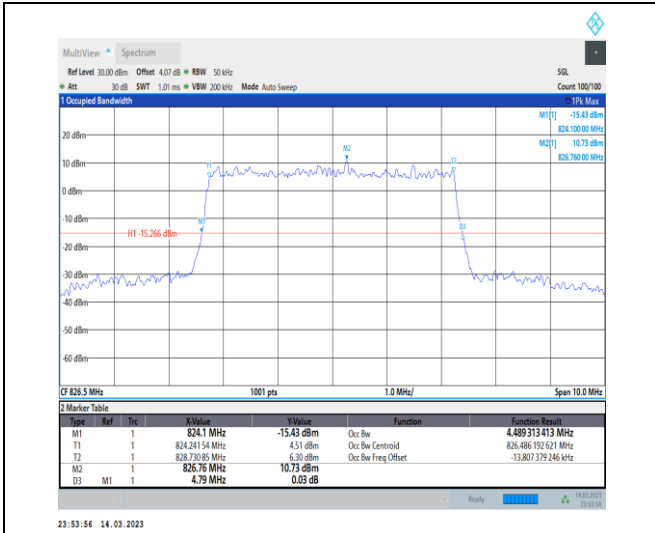 MultiView Spectrum
Ref Level 30.00 dBm Offset 4.07 dB RBW 50 kHz SGL
Att 30 dB SWT 1.01 ms VBW 200 kHz Mode Auto Sweep Count 100/100
1 Occupied Bandwidth 1Pk Max
M1[1] -15.43 dBm
824.100 00 MHz
M2[1] 10.73 dBm
826.760 00 MHz
20 dBm
M2
10 dBm
T1
T2
0 dBm
-10 dBm
M1
D3
H1 -15.266 dBm
-30 dBm
-40 dBm
-50 dBm
-60 dBm
CF 826.5 MHz 1001 pts 1.0 MHz/ Span 10.0 MHz
2 Marker Table
Type Ref Trc X-Value Y-Value Function Function Result
M1 1 824.1 MHz -15.43 dBm Occ Bw 4.489 313 413 MHz
T1 1 824.241 54 MHz 4.51 dBm Occ Bw Centroid 826.486 192 621 MHz
T2 1 828.730 85 MHz 6.30 dBm Occ Bw Freq Offset -13.807 379 246 kHz
M2 1 826.76 MHz 10.73 dBm
D3 M1 1 4.79 MHz 0.03 dB
Ready 14.03.2023
23:53:56
23:53:56 14.03.2023